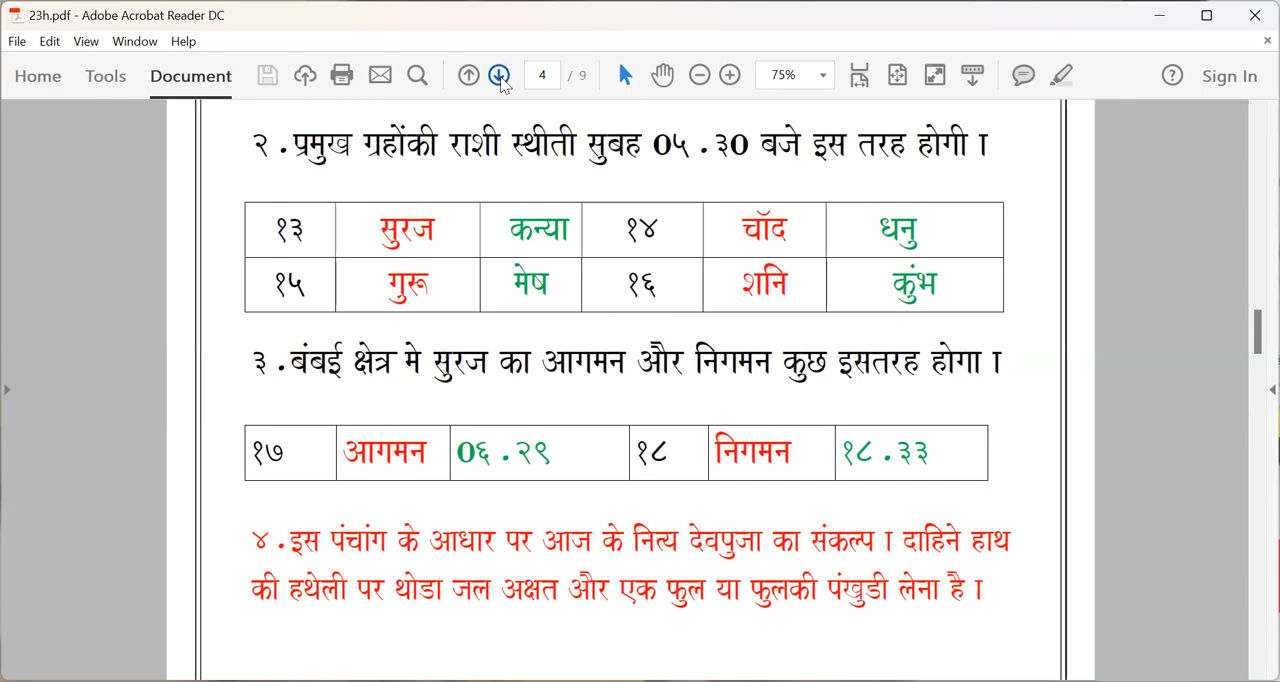 23h.pdf - Adobe Acrobat Reader DC
File Edit View Window Help
Home Tools Document 4 / 9 75% Sign In
२.प्रमुख ग्रहोंकी राशी स्थीती सुबह 0५.३0 बजे इस तरह होगी ।
१३ सुरज कन्या १४ चॉद धनु
१५ गुरू मेष १६ शनि कुंभ
३.बंबई क्षेत्र मे सुरज का आगमन और निगमन कुछ इसतरह होगा ।
१७ आगमन 0६.२९ १८ निगमन १८.३३
४.इस पंचांग के आधार पर आज के नित्य देवपुजा का संकल्प । दाहिने हाथ
की हथेली पर थोडा जल अक्षत और एक फुल या फुलकी पंखुडी लेना है ।